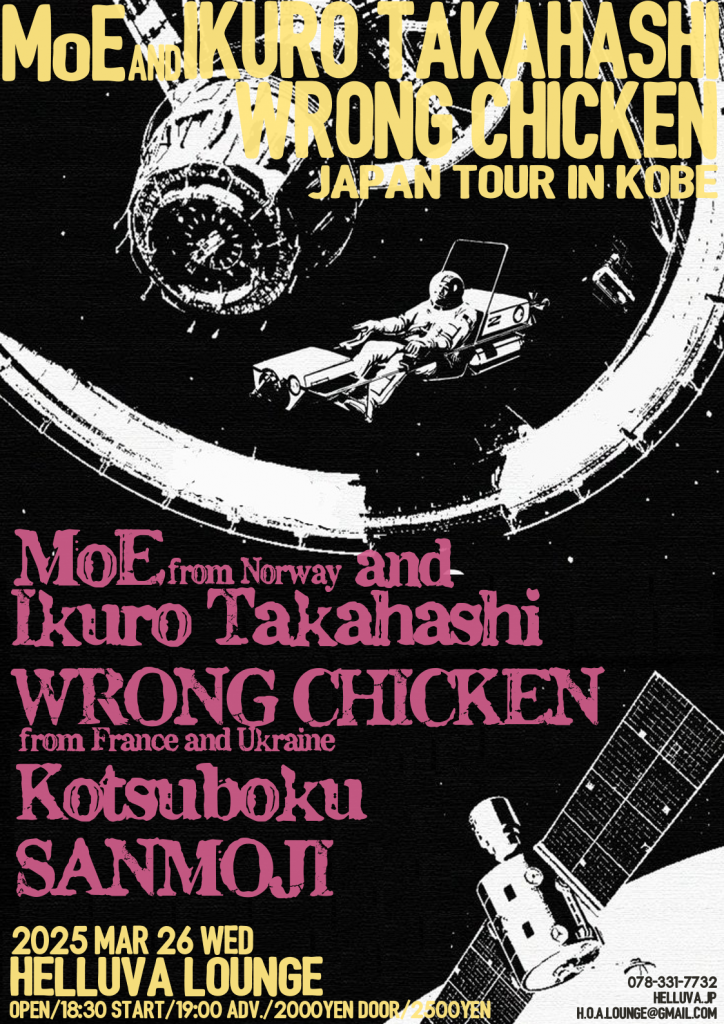 MoE AND IKURO TAKAHASHI
WRONG CHICKEN
JAPAN TOUR IN KOBE
MoE from Norway and
Ikuro Takahashi
WRONG CHICKEN
from France and Ukraine
Kotsuboku
SANMOJI
2025 MAR 26 WED
HELLUVA LOUNGE
OPEN/18:30 START/19:00 ADV./2000YEN DOOR/2500YEN
078-331-7732
HELLUVA.JP
H.O.A.LOUNGE@GMAIL.COM